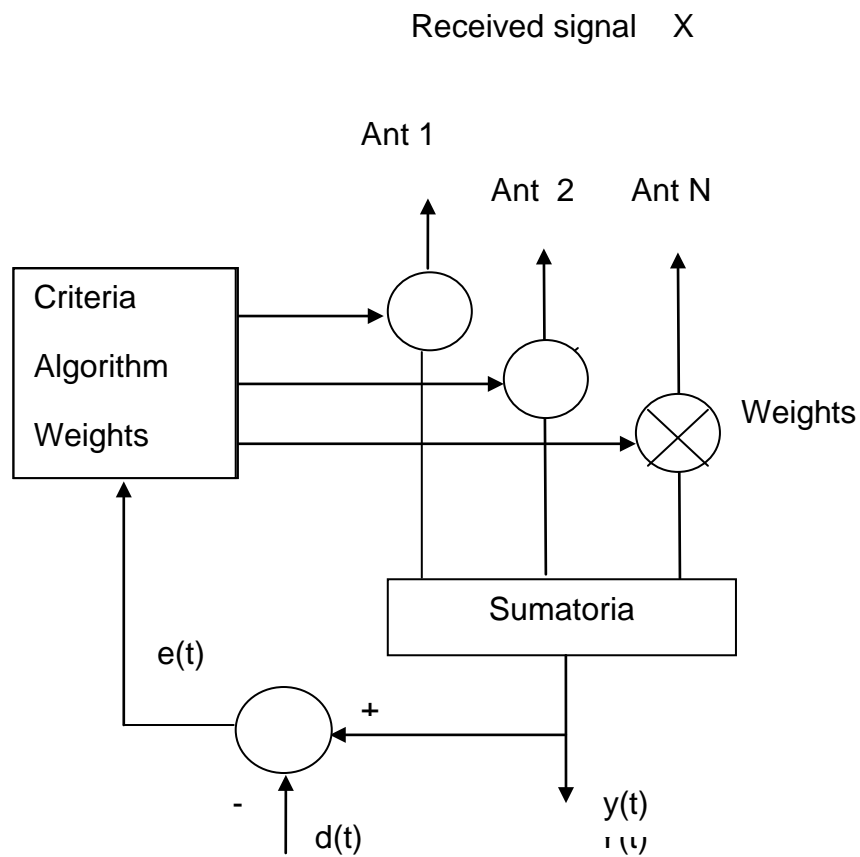 Received signal X
Ant 1
Ant 2 Ant N
Criteria
Algorithm
Weights
Weights
Sumatoria
e(t)
+
-
d(t)
y(t)